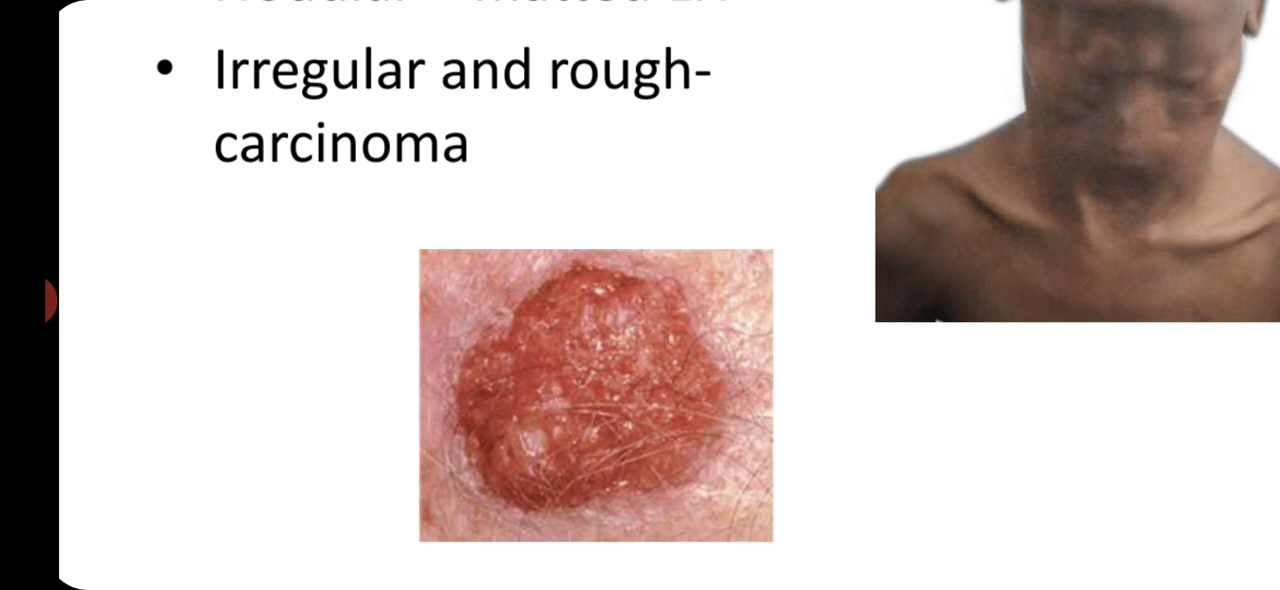 • Irregular and rough-
carcinoma